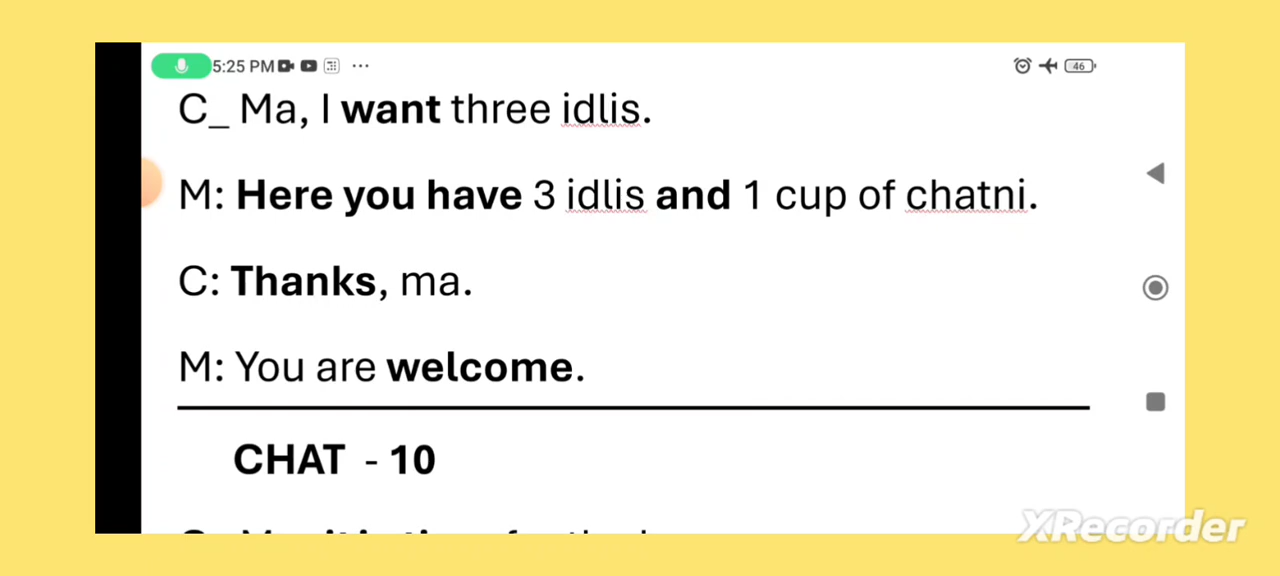 5:25 PM
46
C_ Ma, I want three idlis.
M: Here you have 3 idlis and 1 cup of chatni.
C: Thanks, ma.
M: You are welcome.
CHAT - 10
XRecorder